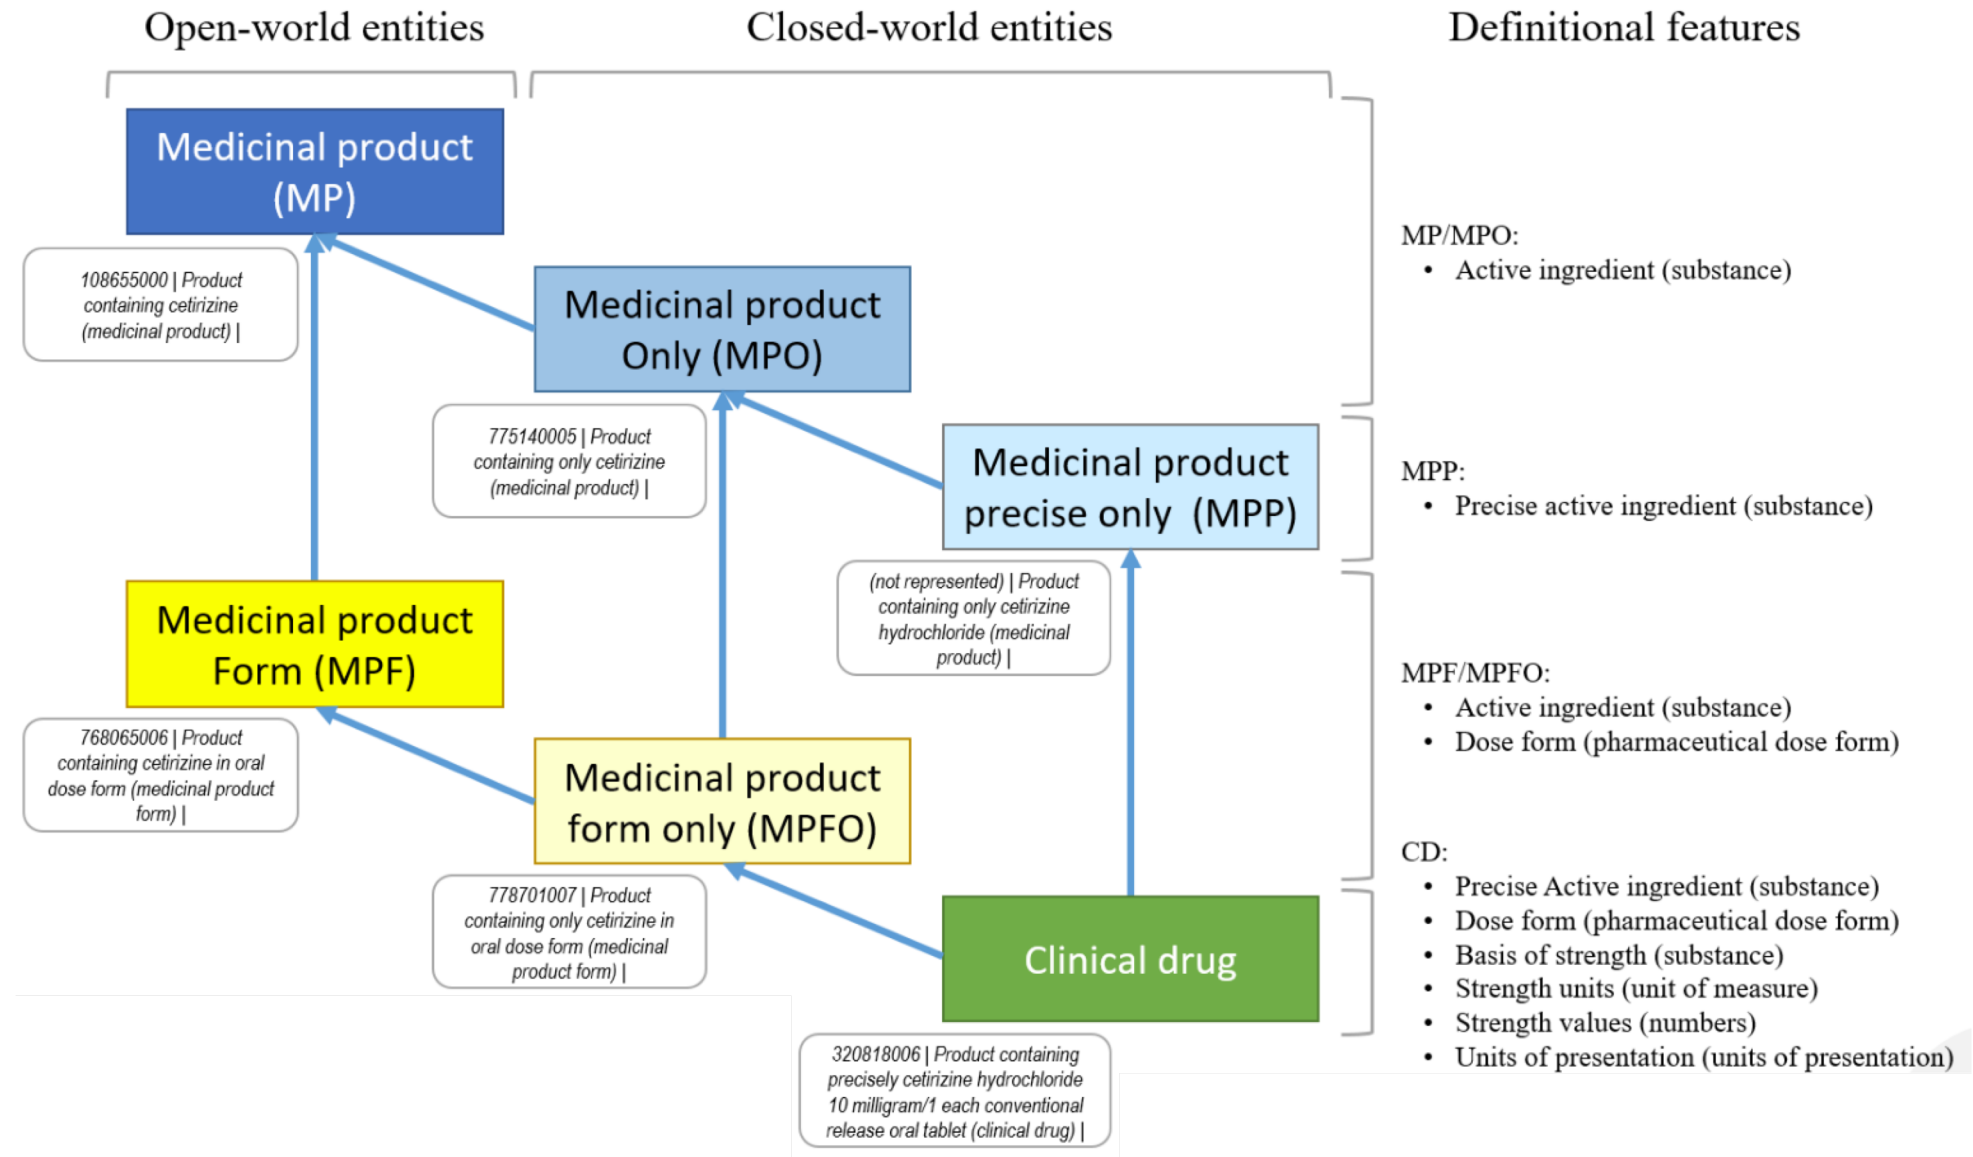 Open-world entities
Closed-world entities
Definitional features
Medicinal product
(MP)
108655000 | Product
containing cetirizine
(medicinal product) |
Medicinal product
Only (MPO)
775140005 | Product
containing only cetirizine
(medicinal product) |
Medicinal product
precise only (MPP)
(not represented) | Product
containing only cetirizine
hydrochloride (medicinal
product) |
Medicinal product
Form (MPF)
768065006 | Product
containing cetirizine in oral
dose form (medicinal product
form) |
Medicinal product
form only (MPFO)
778701007 | Product
containing only cetirizine in
oral dose form (medicinal
product form) |
Clinical drug
320818006 | Product containing
precisely cetirizine hydrochloride
10 milligram/1 each conventional
release oral tablet (clinical drug) |
MP/MPO:
• Active ingredient (substance)
MPP:
• Precise active ingredient (substance)
MPF/MPFO:
• Active ingredient (substance)
• Dose form (pharmaceutical dose form)
CD:
• Precise Active ingredient (substance)
• Dose form (pharmaceutical dose form)
• Basis of strength (substance)
• Strength units (unit of measure)
• Strength values (numbers)
• Units of presentation (units of presentation)